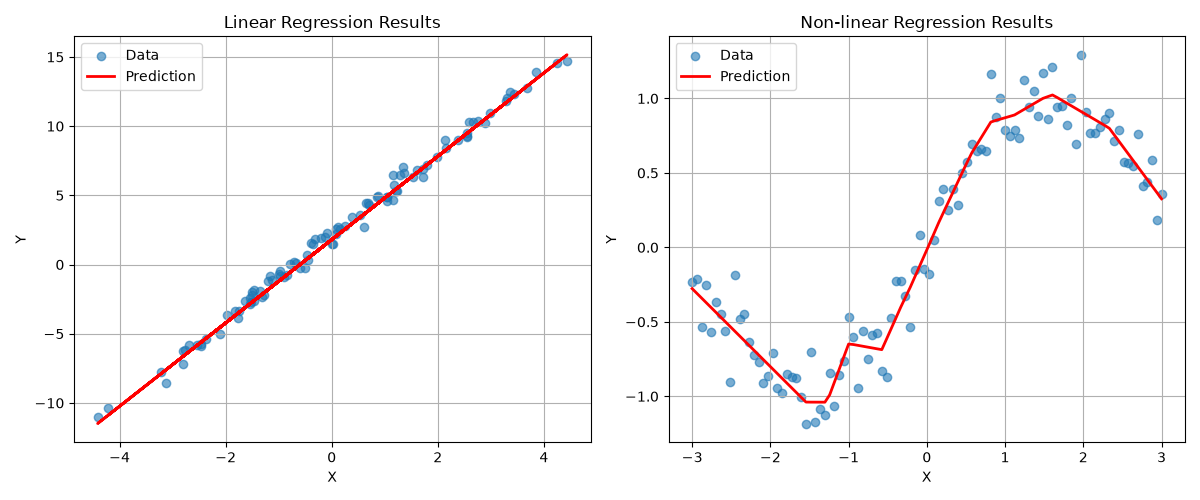 Linear Regression Results
Data
Prediction
15
10
5
0
−5
−10
−4
−2
0
2
4
X
Y
Non-linear Regression Results
Data
Prediction
1.0
0.5
0.0
−0.5
−1.0
−3
−2
−1
0
1
2
3
X
Y